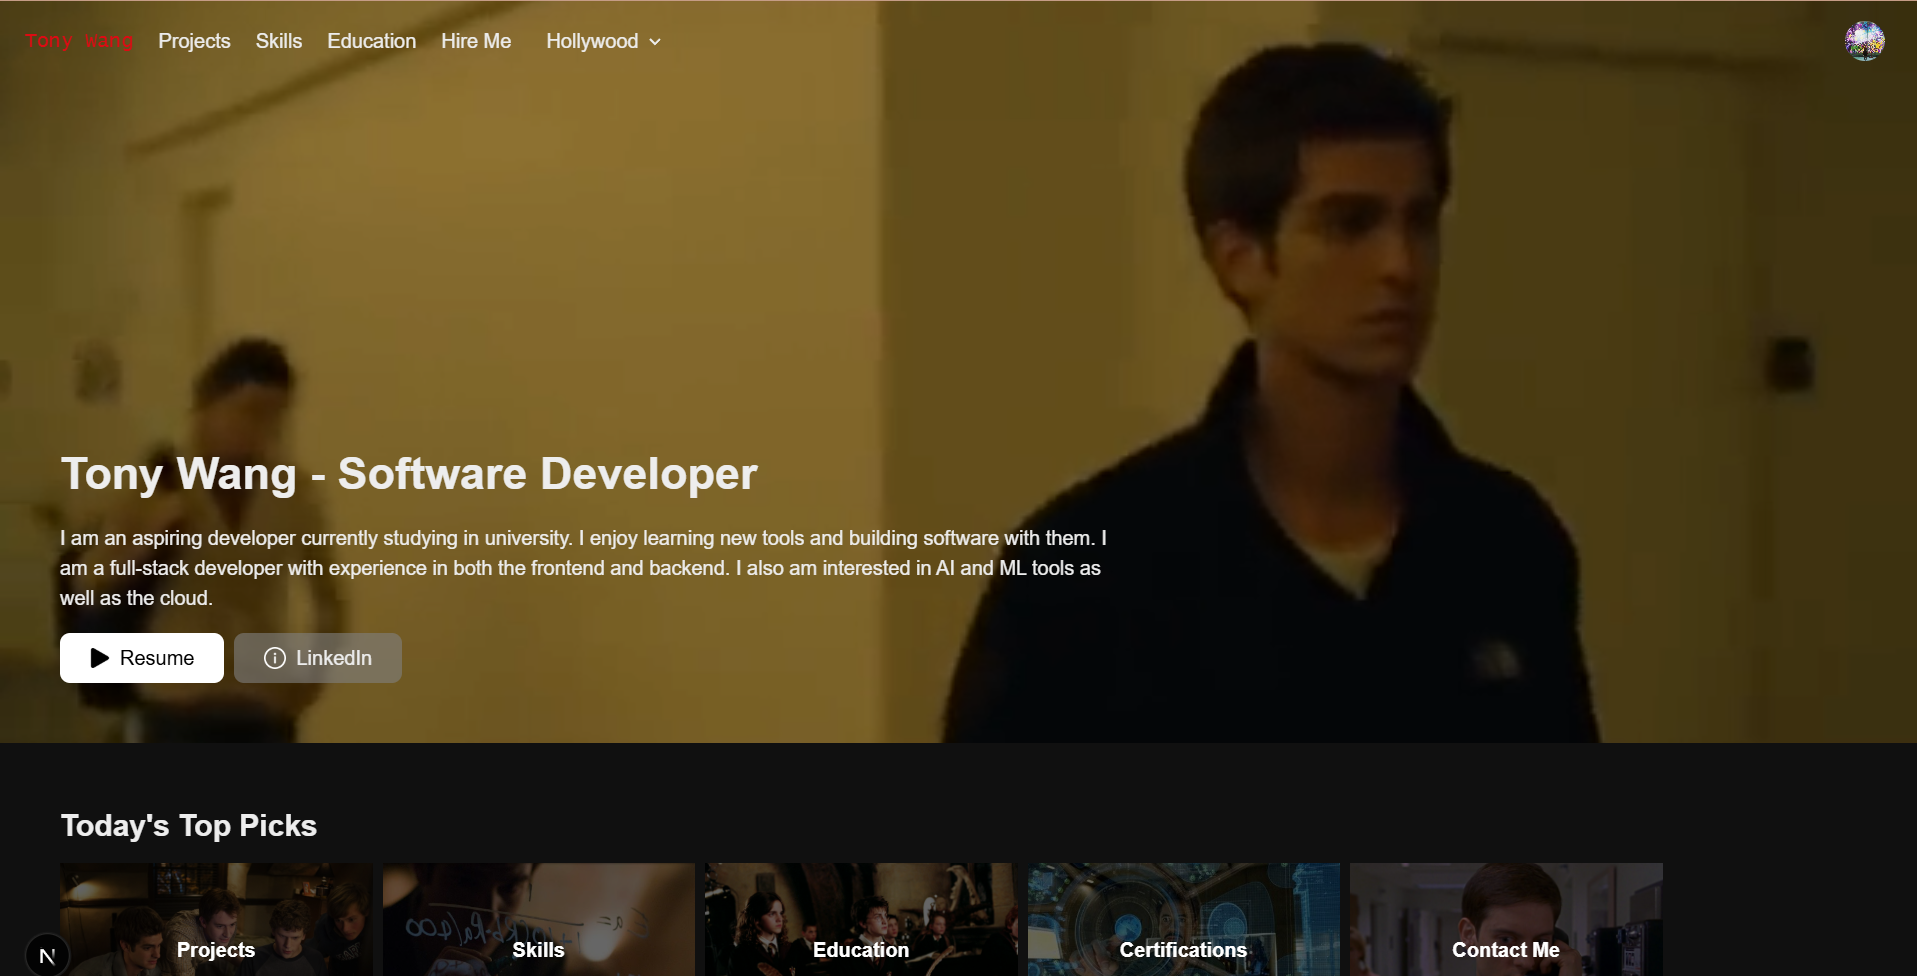 Tony Wang Projects Skills Education Hire Me Hollywood
Tony Wang - Software Developer
I am an aspiring developer currently studying in university. I enjoy learning new tools and building software with them. I
am a full-stack developer with experience in both the frontend and backend. I also am interested in AI and ML tools as
well as the cloud.
Resume LinkedIn
Today's Top Picks
Projects Skills Education Certifications Contact Me
N